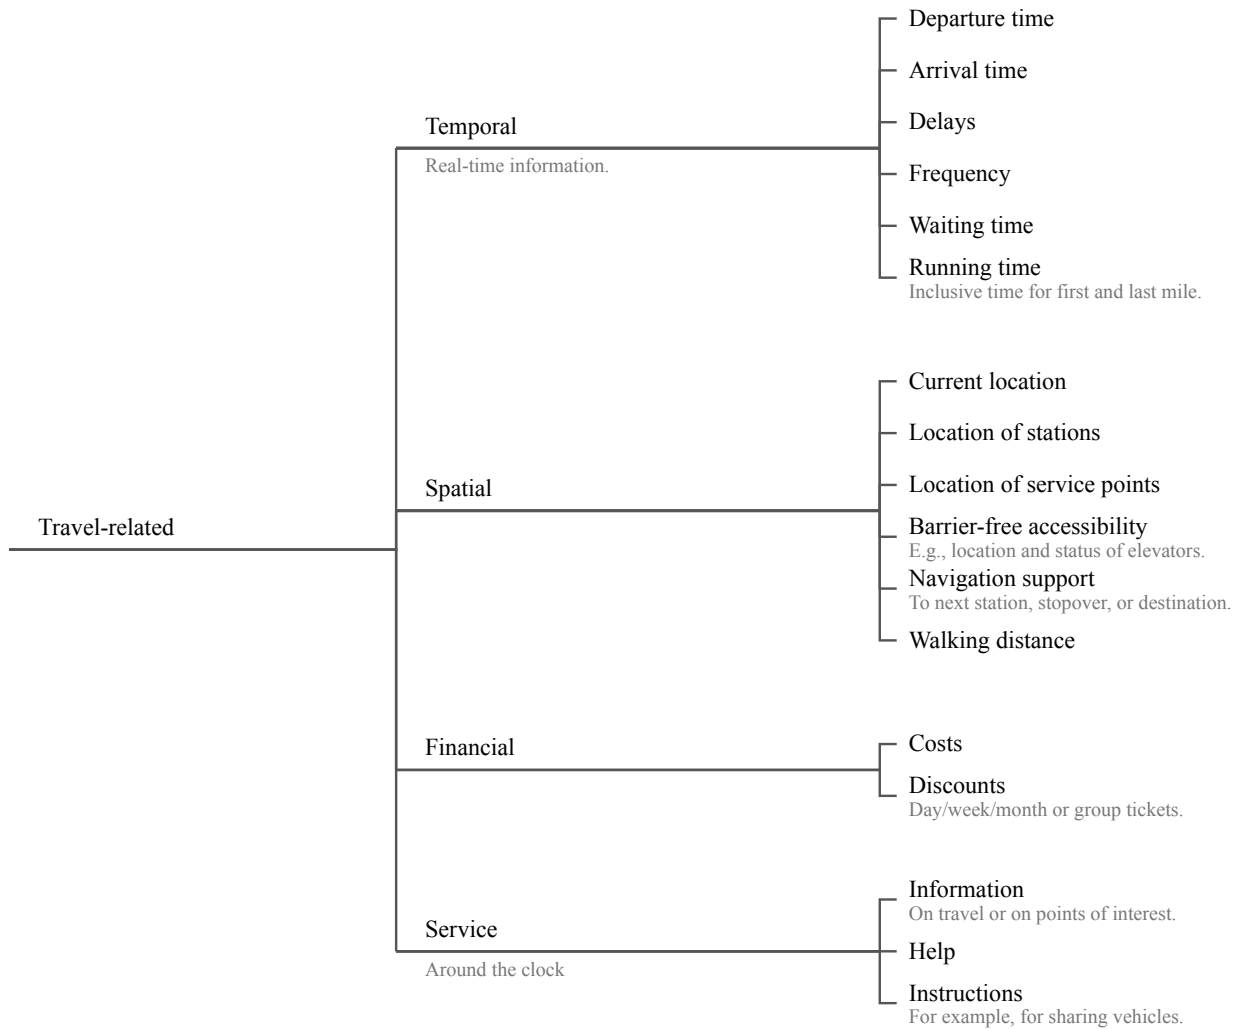 Travel-related
Temporal
Real-time information.
Departure time
Arrival time
Delays
Frequency
Waiting time
Running time
Inclusive time for first and last mile.
Spatial
Current location
Location of stations
Location of service points
Barrier-free accessibility
E.g., location and status of elevators.
Navigation support
To next station, stopover, or destination.
Walking distance
Financial
Costs
Discounts
Day/week/month or group tickets.
Service
Around the clock
Information
On travel or on points of interest.
Help
Instructions
For example, for sharing vehicles.